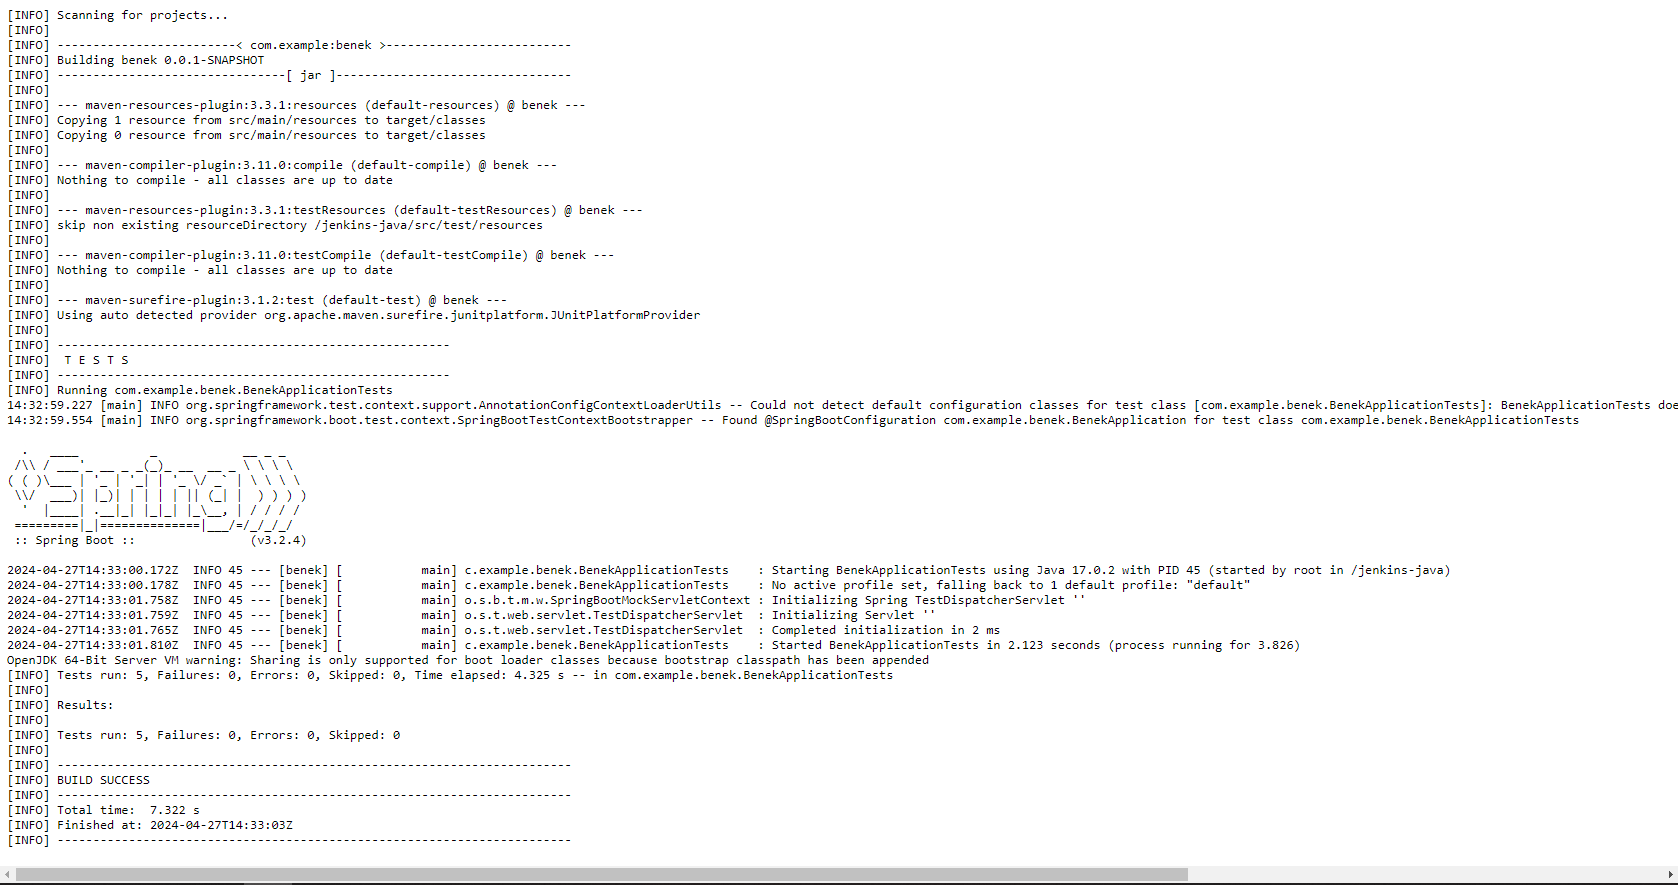 [INFO] Scanning for projects...
[INFO]
[INFO] -------------------------< com.example:benek >--------------------------
[INFO] Building benek 0.0.1-SNAPSHOT
[INFO] --------------------------------[ jar ]---------------------------------
[INFO]
[INFO] --- maven-resources-plugin:3.3.1:resources (default-resources) @ benek ---
[INFO] Copying 1 resource from src/main/resources to target/classes
[INFO] Copying 0 resource from src/main/resources to target/classes
[INFO]
[INFO] --- maven-compiler-plugin:3.11.0:compile (default-compile) @ benek ---
[INFO] Nothing to compile - all classes are up to date
[INFO]
[INFO] --- maven-resources-plugin:3.3.1:testResources (default-testResources) @ benek ---
[INFO] skip non existing resourceDirectory /jenkins-java/src/test/resources
[INFO]
[INFO] --- maven-compiler-plugin:3.11.0:testCompile (default-testCompile) @ benek ---
[INFO] Nothing to compile - all classes are up to date
[INFO]
[INFO] --- maven-surefire-plugin:3.1.2:test (default-test) @ benek ---
[INFO] Using auto detected provider org.apache.maven.surefire.junitplatform.JUnitPlatformProvider
[INFO]
[INFO] -------------------------------------------------------
[INFO]  T E S T S
[INFO] -------------------------------------------------------
[INFO] Running com.example.benek.BenekApplicationTests
14:32:59.227 [main] INFO org.springframework.test.context.support.AnnotationConfigContextLoaderUtils -- Could not detect default configuration classes for test class [com.example.benek.BenekApplicationTests]: BenekApplicationTests doe
14:32:59.554 [main] INFO org.springframework.boot.test.context.SpringBootTestContextBootstrapper -- Found @SpringBootConfiguration com.example.benek.BenekApplication for test class com.example.benek.BenekApplicationTests

  .   ____          _            __ _ _
 /\\ / ___'_ __ _ _(_)_ __  __ _ \ \ \ \
( ( )\___ | '_ | '_| | '_ \/ _` | \ \ \ \
 \\/  ___)| |_)| | | | | || (_| |  ) ) ) )
  '  |____| .__|_| |_|_| |_\__, | / / / /
 =========|_|==============|___/=/_/_/_/
 :: Spring Boot ::                (v3.2.4)

2024-04-27T14:33:00.172Z  INFO 45 --- [benek] [           main] c.example.benek.BenekApplicationTests    : Starting BenekApplicationTests using Java 17.0.2 with PID 45 (started by root in /jenkins-java)
2024-04-27T14:33:00.178Z  INFO 45 --- [benek] [           main] c.example.benek.BenekApplicationTests    : No active profile set, falling back to 1 default profile: "default"
2024-04-27T14:33:01.758Z  INFO 45 --- [benek] [           main] o.s.b.t.m.w.SpringBootMockServletContext : Initializing Spring TestDispatcherServlet ''
2024-04-27T14:33:01.759Z  INFO 45 --- [benek] [           main] o.s.t.web.servlet.TestDispatcherServlet  : Initializing Servlet ''
2024-04-27T14:33:01.765Z  INFO 45 --- [benek] [           main] o.s.t.web.servlet.TestDispatcherServlet  : Completed initialization in 2 ms
2024-04-27T14:33:01.810Z  INFO 45 --- [benek] [           main] c.example.benek.BenekApplicationTests    : Started BenekApplicationTests in 2.123 seconds (process running for 3.826)
OpenJDK 64-Bit Server VM warning: Sharing is only supported for boot loader classes because bootstrap classpath has been appended
[INFO] Tests run: 5, Failures: 0, Errors: 0, Skipped: 0, Time elapsed: 4.325 s -- in com.example.benek.BenekApplicationTests
[INFO]
[INFO] Results:
[INFO]
[INFO] Tests run: 5, Failures: 0, Errors: 0, Skipped: 0
[INFO]
[INFO] ------------------------------------------------------------------------
[INFO] BUILD SUCCESS
[INFO] ------------------------------------------------------------------------
[INFO] Total time:  7.322 s
[INFO] Finished at: 2024-04-27T14:33:03Z
[INFO] ------------------------------------------------------------------------